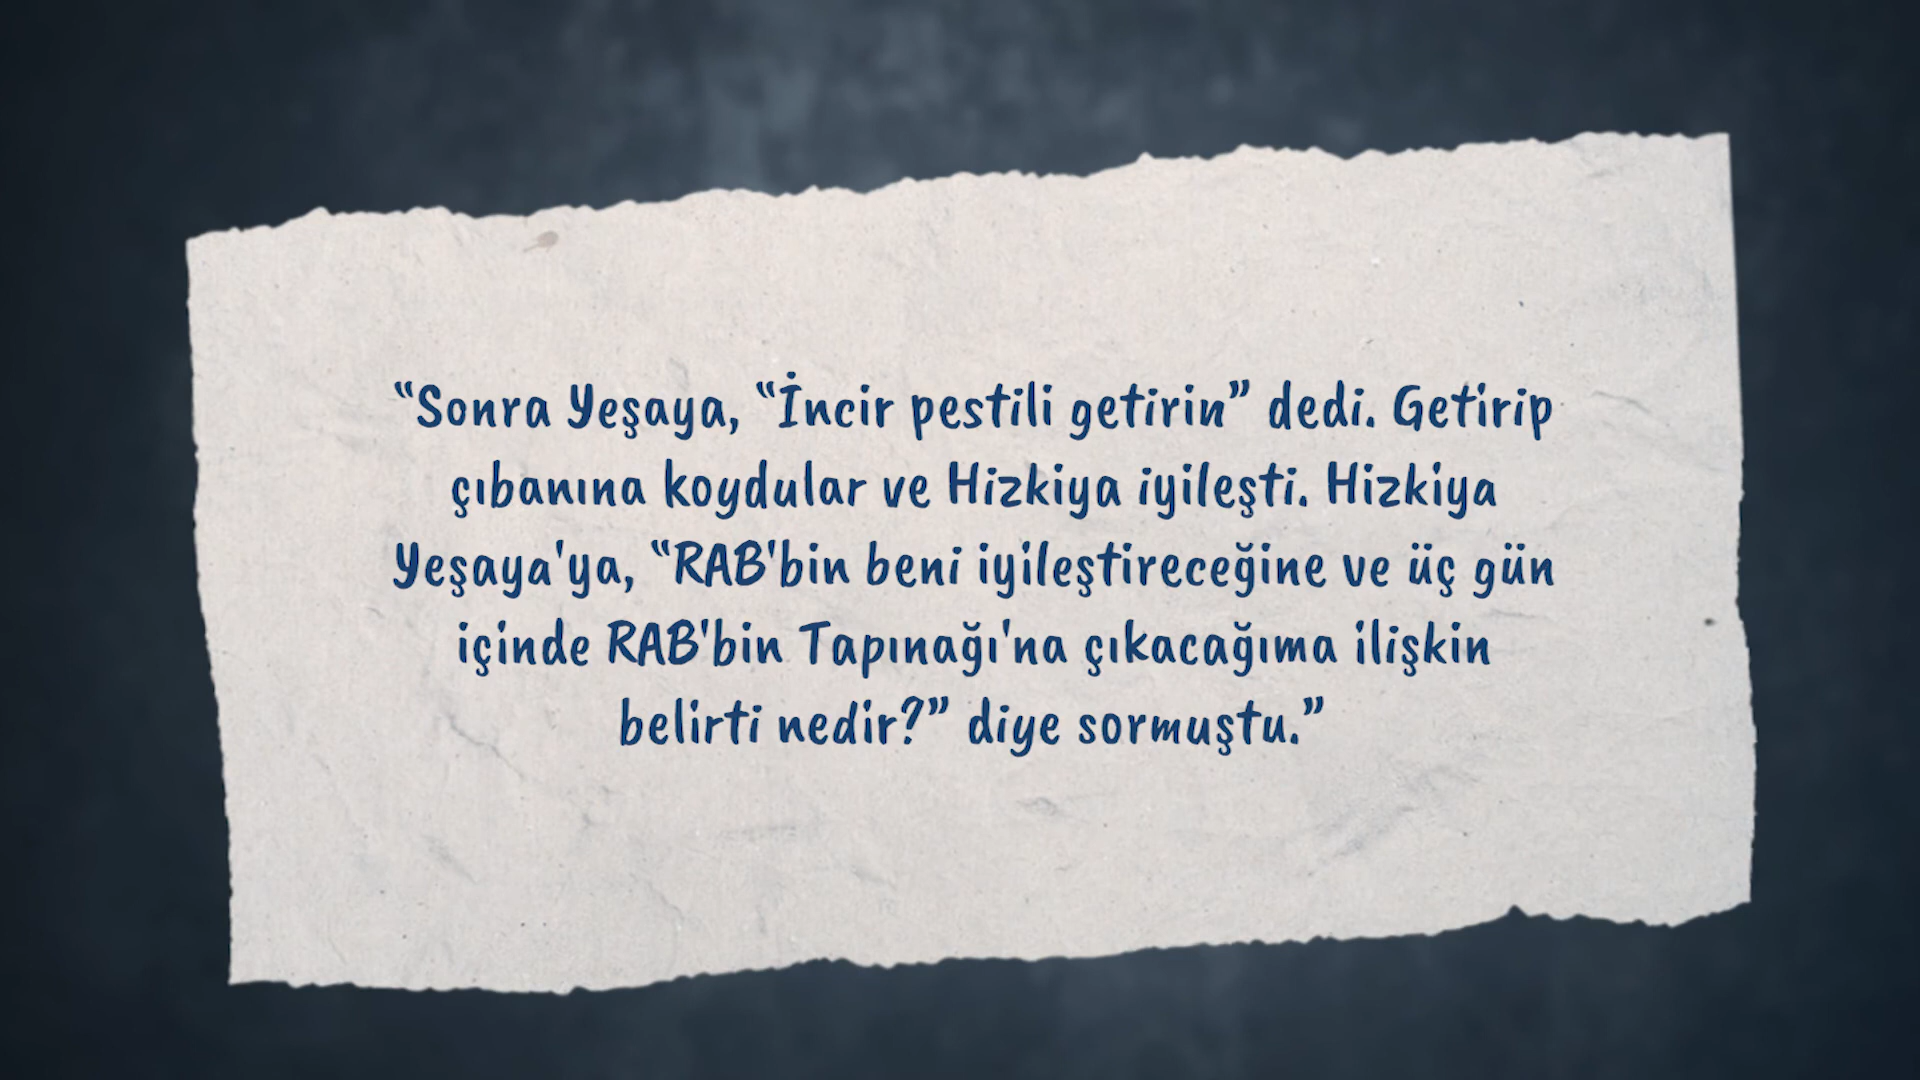 “Sonra Yeşaya, “İncir pestili getirin” dedi. Getirip
çıbanına koydular ve Hizkiya iyileşti. Hizkiya
Yeşaya'ya, “RAB'bin beni iyileştireceğine ve üç gün
içinde RAB'bin Tapınağı'na çıkacağıma ilişkin
belirti nedir?” diye sormuştu.”